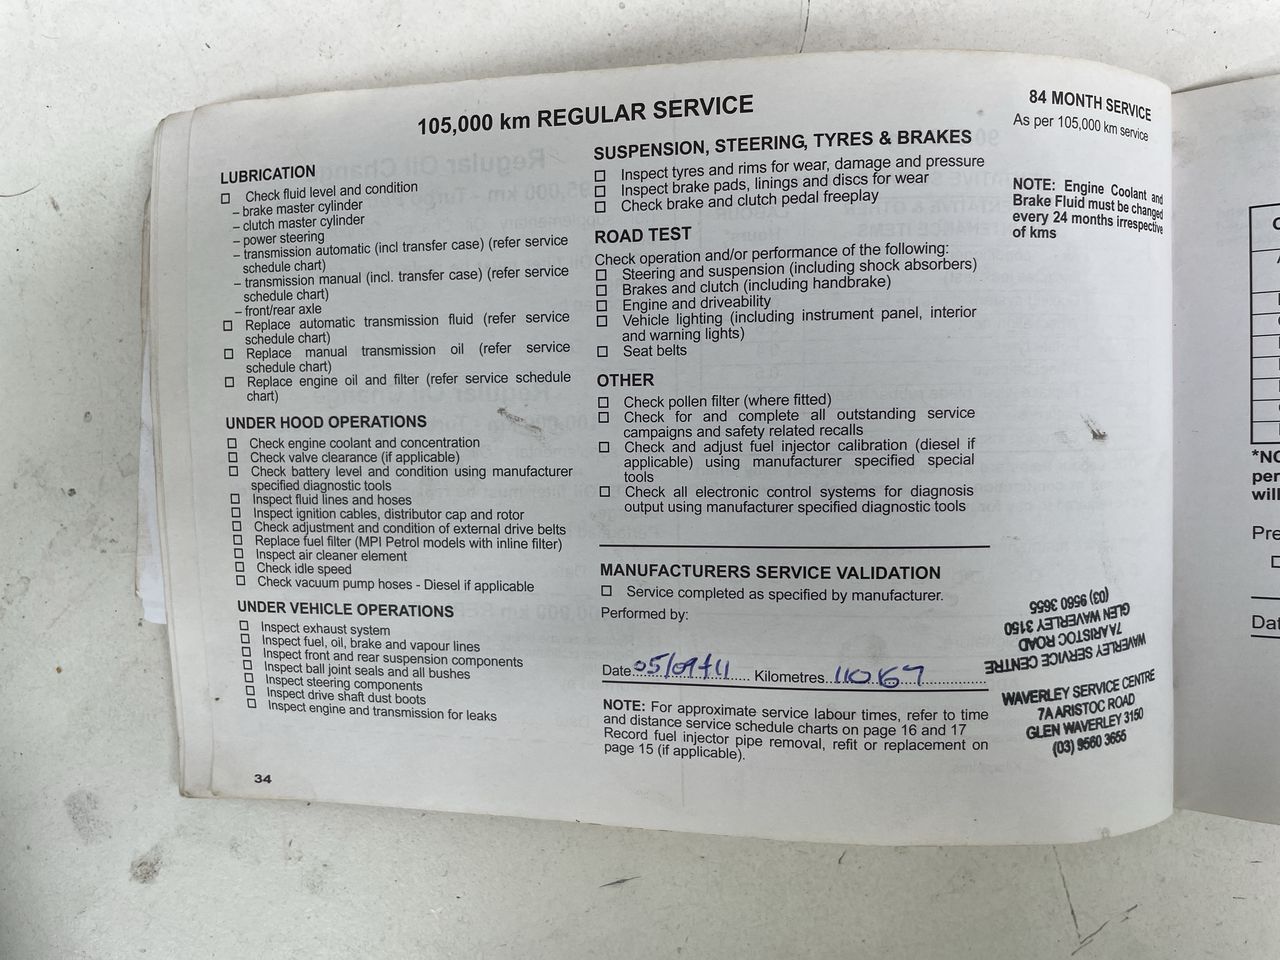 105,000 km REGULAR SERVICE
LUBRICATION
Check fluid level and condition
– brake master cylinder
– clutch master cylinder
– power steering
– transmission automatic (incl transfer case) (refer service
schedule chart)
– transmission manual (incl. transfer case) (refer service
schedule chart)
– front/rear axle
Replace automatic transmission fluid (refer service
schedule chart)
Replace manual transmission oil (refer service
schedule chart)
Replace engine oil and filter (refer service schedule
chart)
UNDER HOOD OPERATIONS
Check engine coolant and concentration
Check valve clearance (if applicable)
Check battery level and condition using manufacturer
specified diagnostic tools
Inspect fluid lines and hoses
Inspect ignition cables, distributor cap and rotor
Check adjustment and condition of external drive belts
Replace fuel filter (MPI Petrol models with inline filter)
Inspect air cleaner element
Check idle speed
Check vacuum pump hoses - Diesel if applicable
UNDER VEHICLE OPERATIONS
Inspect exhaust system
Inspect fuel, oil, brake and vapour lines
Inspect front and rear suspension components
Inspect ball joint seals and all bushes
Inspect steering components
Inspect drive shaft dust boots
Inspect engine and transmission for leaks
34
SUSPENSION, STEERING, TYRES & BRAKES
Inspect tyres and rims for wear, damage and pressure
Inspect brake pads, linings and discs for wear
Check brake and clutch pedal freeplay
ROAD TEST
Check operation and/or performance of the following:
Steering and suspension (including shock absorbers)
Brakes and clutch (including handbrake)
Engine and driveability
Vehicle lighting (including instrument panel, interior
and warning lights)
Seat belts
OTHER
Check pollen filter (where fitted)
Check for and complete all outstanding service
campaigns and safety related recalls
Check and adjust fuel injector calibration (diesel if
applicable) using manufacturer specified special
tools
Check all electronic control systems for diagnosis
output using manufacturer specified diagnostic tools
MANUFACTURERS SERVICE VALIDATION
Service completed as specified by manufacturer.
Performed by:
Date 05/09/11 Kilometres 110167
NOTE: For approximate service labour times, refer to time
and distance service schedule charts on page 16 and 17
Record fuel injector pipe removal, refit or replacement on
page 15 (if applicable).
84 MONTH SERVICE
As per 105,000 km service
NOTE: Engine Coolant and
Brake Fluid must be changed
every 24 months irrespective
of kms
WAVERLEY SERVICE CENTRE
7A ARISTOC ROAD
GLEN WAVERLEY 3150
(03) 9560 3655
WAVERLEY SERVICE CENTRE
7A ARISTOC ROAD
GLEN WAVERLEY 3150
(03) 9560 3655